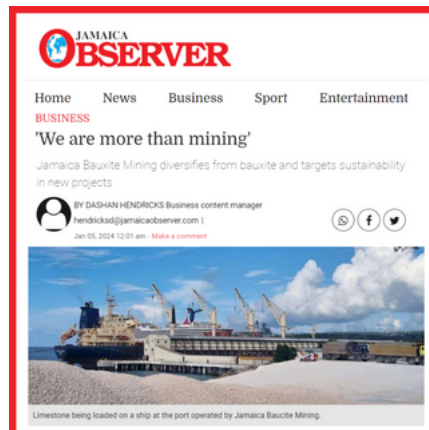 JAMAICA
OBSERVER
Home News Business Sport Entertainment
BUSINESS
'We are more than mining'
Jamaica Bauxite Mining diversifies from bauxite and targets sustainability
in new projects
BY DASHAN HENDRICKS Business content manager
hendricksd@jamaicaobserver.com |
Jan 05, 2024 12:01 am - Make a comment
Limestone being loaded on a ship at the port operated by Jamaica Baucite Mining.